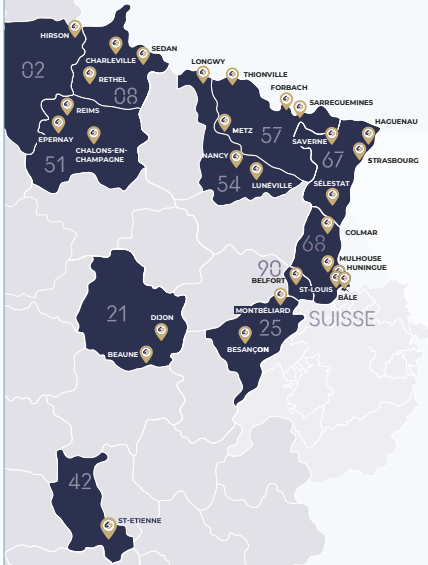 HIRSON
SEDAN
CHARLEVILLE
02
RETHEL
08
REIMS
EPERNAY
CHALONS-EN-
CHAMPAGNE
51
LONGWY
THIONVILLE
FORBACH
SARREGUEMINES
METZ
57
SAVERNE
HAGUENAU
NANCY
67
STRASBOURG
54
LUNÉVILLE
SÉLESTAT
COLMAR
68
90
MULHOUSE
HUNINGUE
BELFORT
ST-LOUIS
BÂLE
MONTBÉLIARD
SUISSE
21
DIJON
25
BESANÇON
BEAUNE
42
ST-ETIENNE